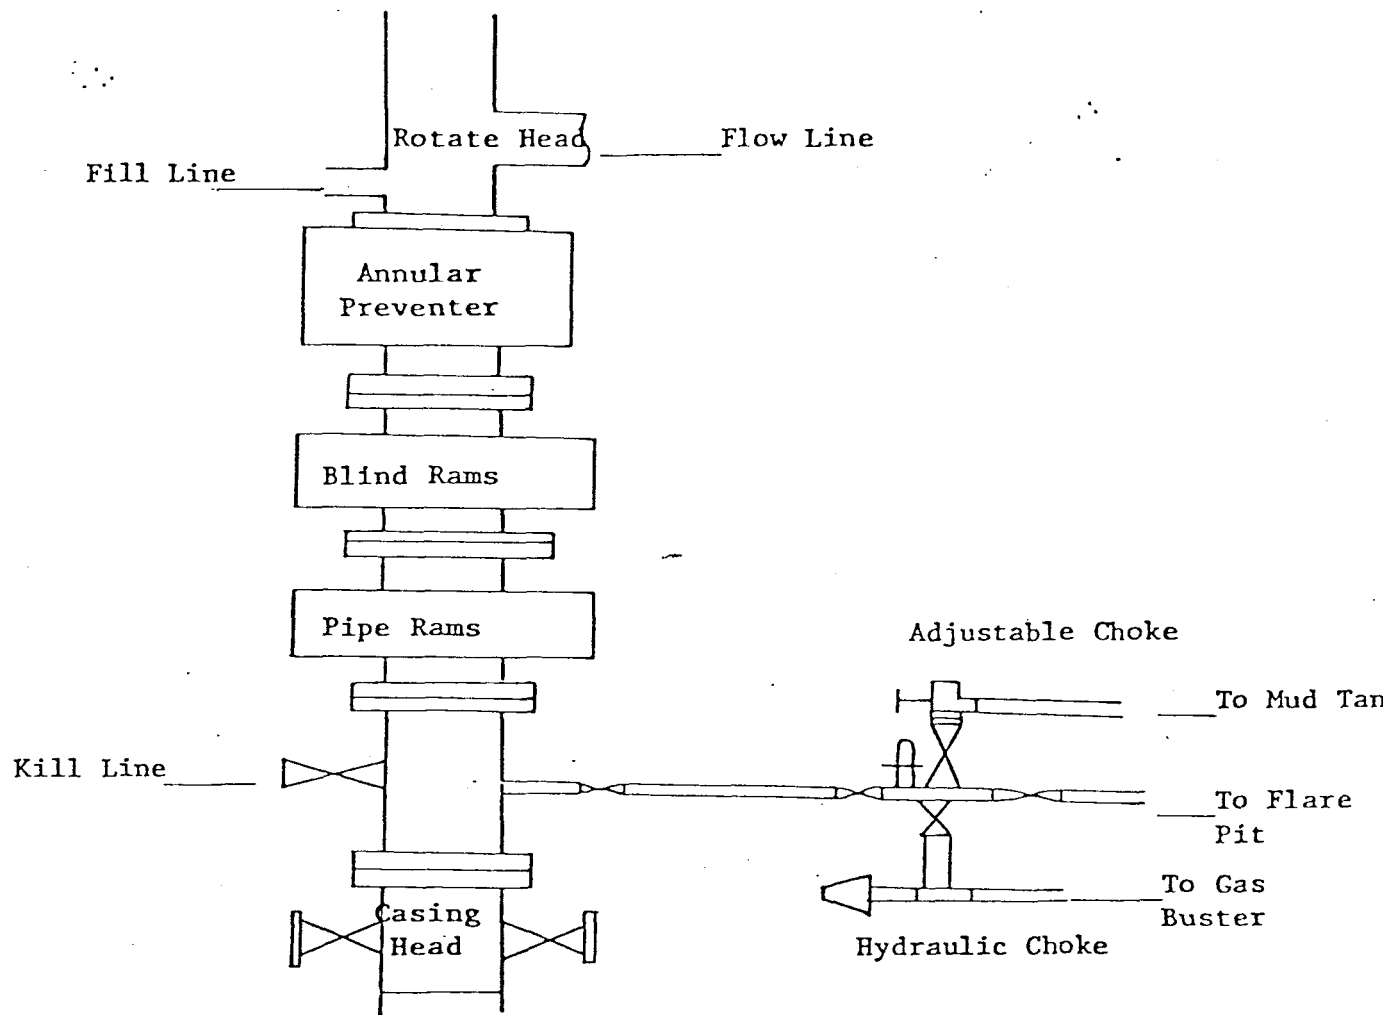 Rotate Head
Flow Line
Fill Line
Annular
Preventer
Blind Rams
Pipe Rams
Adjustable Choke
To Mud Tan
Kill Line
To Flare
Pit
To Gas
Buster
Casing
Head
Hydraulic Choke